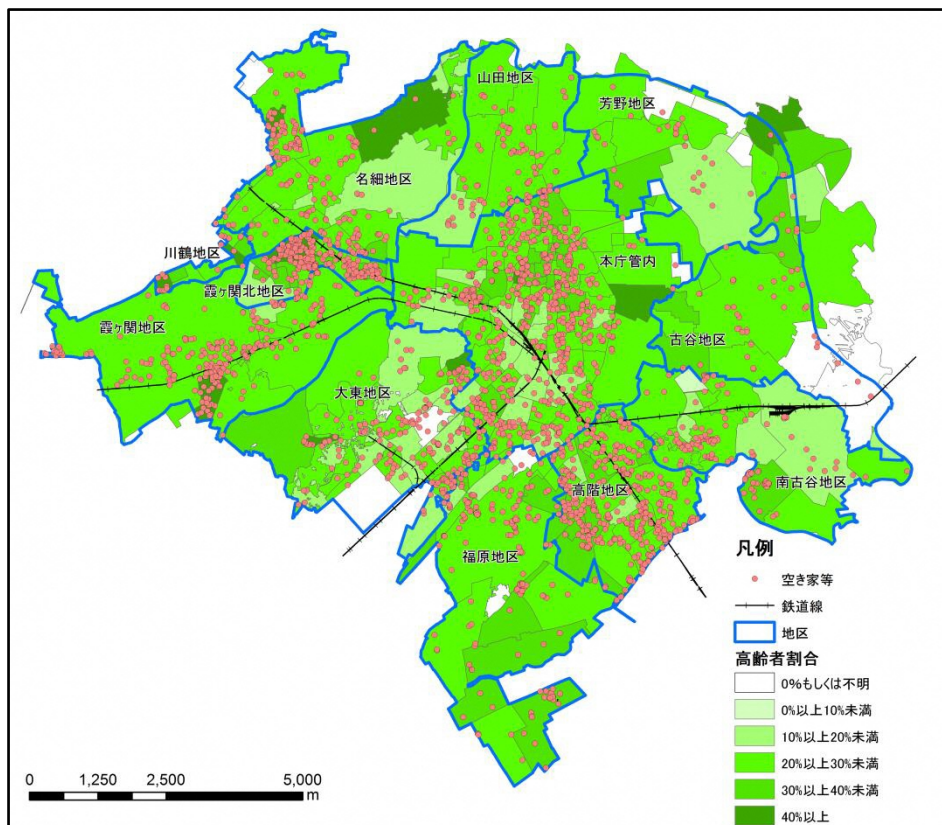 山田地区
芳野地区
名細地区
川鶴地区
本庁管内
霞ヶ関北地区
霞ヶ関地区
古谷地区
大東地区
南古谷地区
高階地区
福原地区
凡例
空き家等
鉄道線
地区
高齢者割合
0%もしくは不明
0%以上10%未満
10%以上20%未満
20%以上30%未満
30%以上40%未満
40%以上
0 1,250 2,500 5,000
m